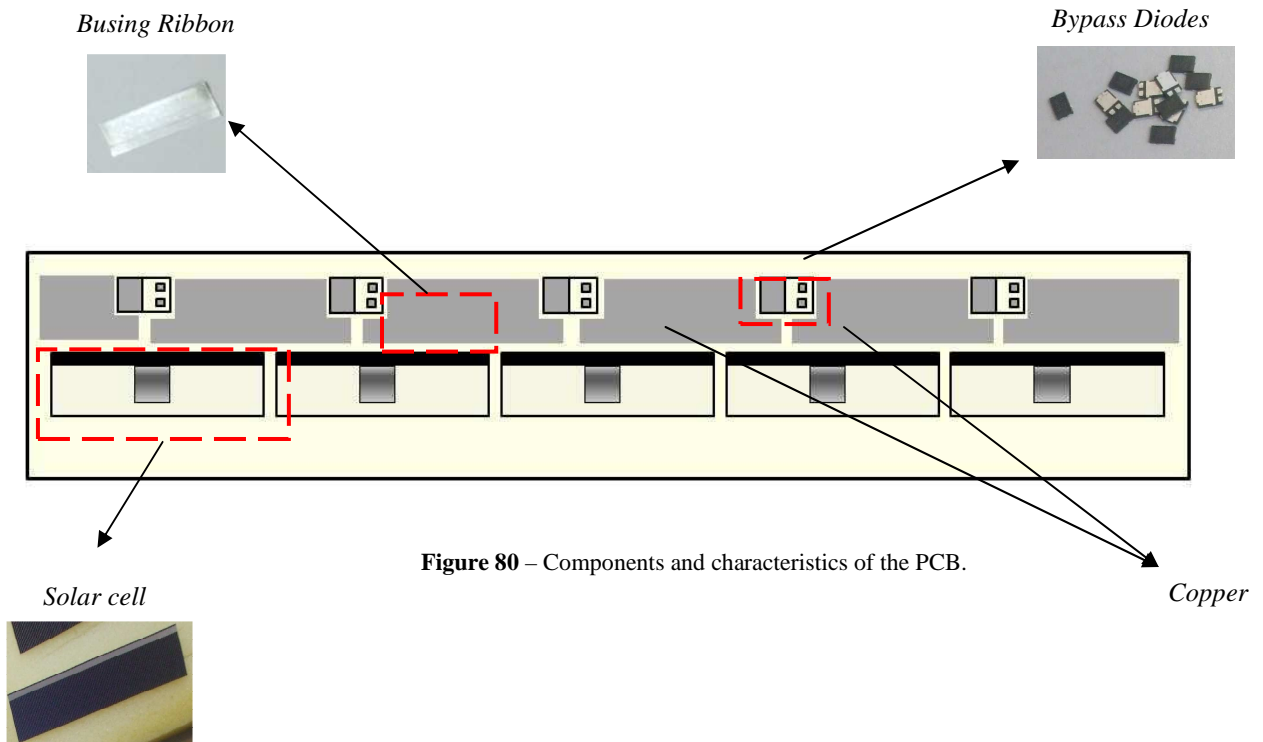 Busing Ribbon
Bypass Diodes
Figure 80 – Components and characteristics of the PCB.
Copper
Solar cell